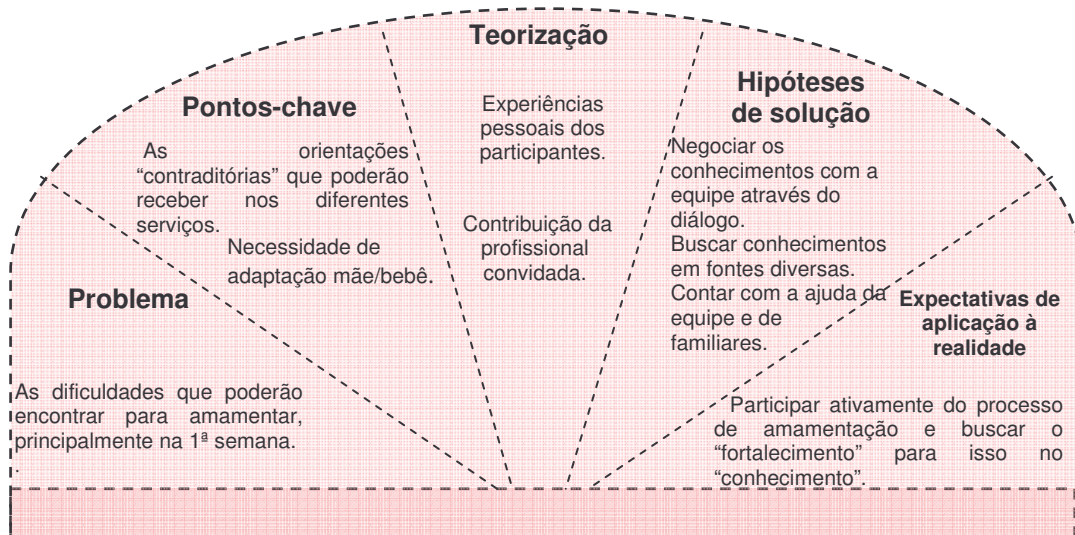 Teorização
Experiências
pessoais dos
participantes.
Contribuição da
profissional
convidada.
Pontos-chave
As orientações
“contraditórias” que poderão
receber nos diferentes
serviços.
Necessidade de
adaptação mãe/bebê.
Hipóteses
de solução
Negociar os
conhecimentos com a
equipe através do
diálogo.
Buscar conhecimentos
em fontes diversas.
Contar com a ajuda da
equipe e de
familiares.
Problema
As dificuldades que poderão
encontrar para amamentar,
principalmente na 1ª semana.
.
Expectativas de
aplicação à
realidade
Participar ativamente do processo
de amamentação e buscar o
“fortalecimento” para isso no
“conhecimento”.